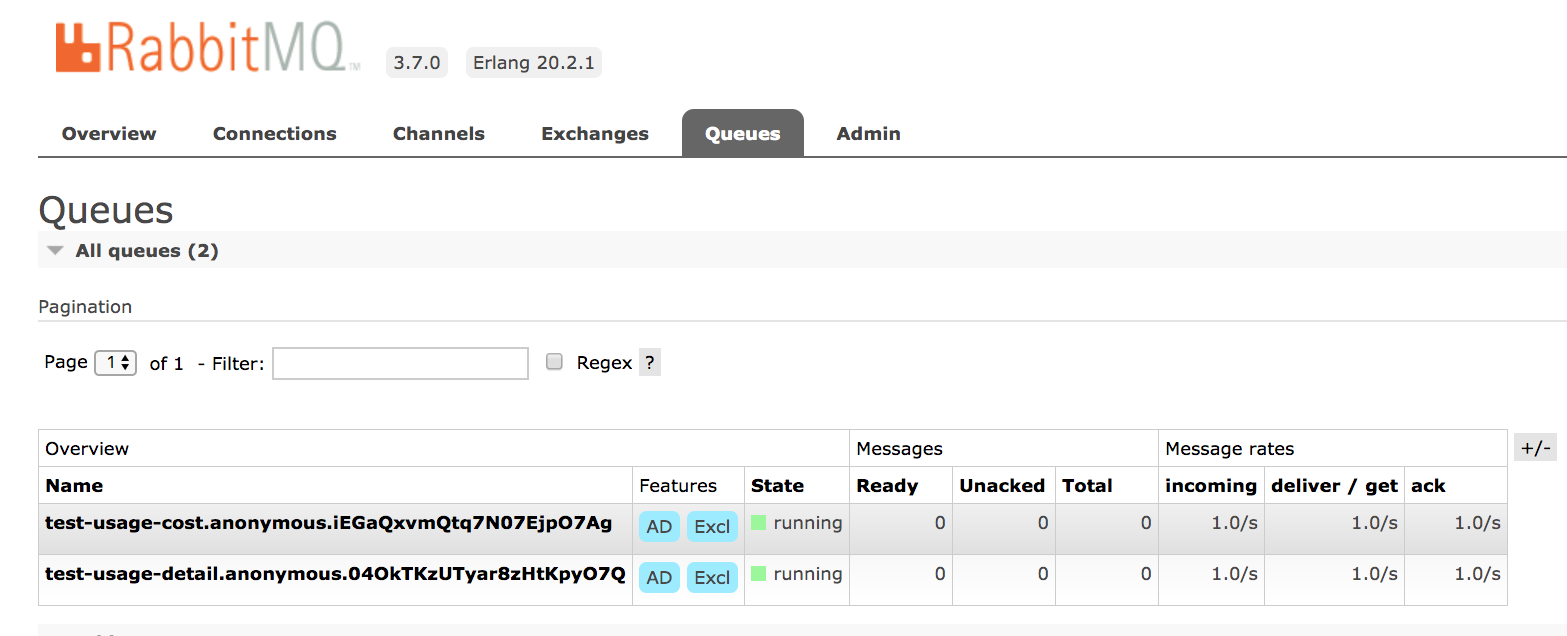 RabbitMQ TM 3.7.0 Erlang 20.2.1
Overview Connections Channels Exchanges Queues Admin
Queues
All queues (2)
Pagination
Page 1 of 1 - Filter: Regex ?
Overview Messages Message rates +/-
Name Features State Ready Unacked Total incoming deliver / get ack
test-usage-cost.anonymous.iEGaQxvmQtq7N07EjpO7Ag AD Excl running 0 0 0 1.0/s 1.0/s 1.0/s
test-usage-detail.anonymous.04OkTKzUTyar8zHtKpyO7Q AD Excl running 0 0 0 1.0/s 1.0/s 1.0/s